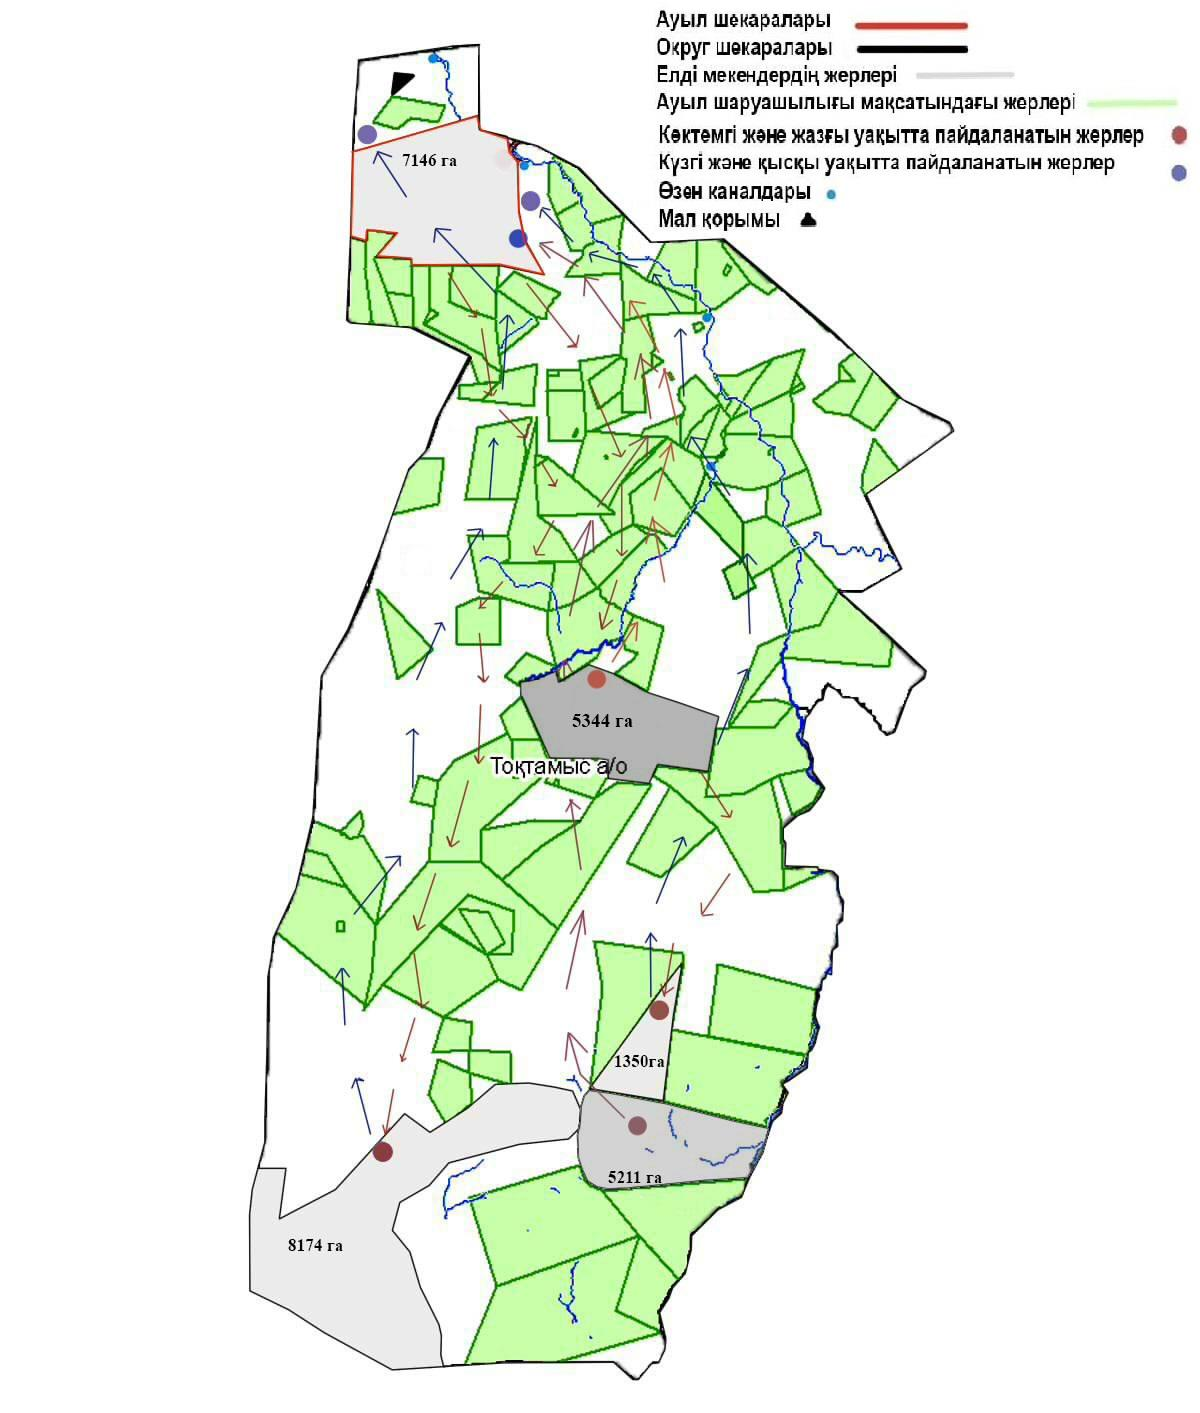 Ауыл шекаралары
Округ шекаралары
Елді мекендердің жерлері
Ауыл шаруашылығы мақсатындағы жерлері
Көктемгі және жазғы уақытта пайдаланатын жерлер
Күзгі және қысқы уақытта пайдаланатын жерлер
Өзен каналдары
Мал қорымы
7146 га
5344 га
Тоқтамыс а/о
1350га
5211 га
8174 га